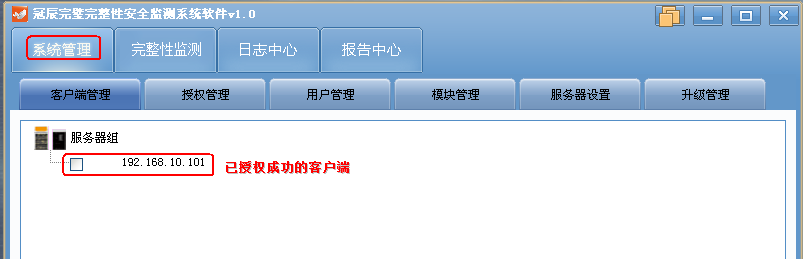 冠辰完鉴完整性安全监测系统软件v1.0
系统管理 完整性监测 日志中心 报告中心
客户端管理 授权管理 用户管理 模块管理 服务器设置 升级管理
服务器组
192.168.10.101 已授权成功的客户端